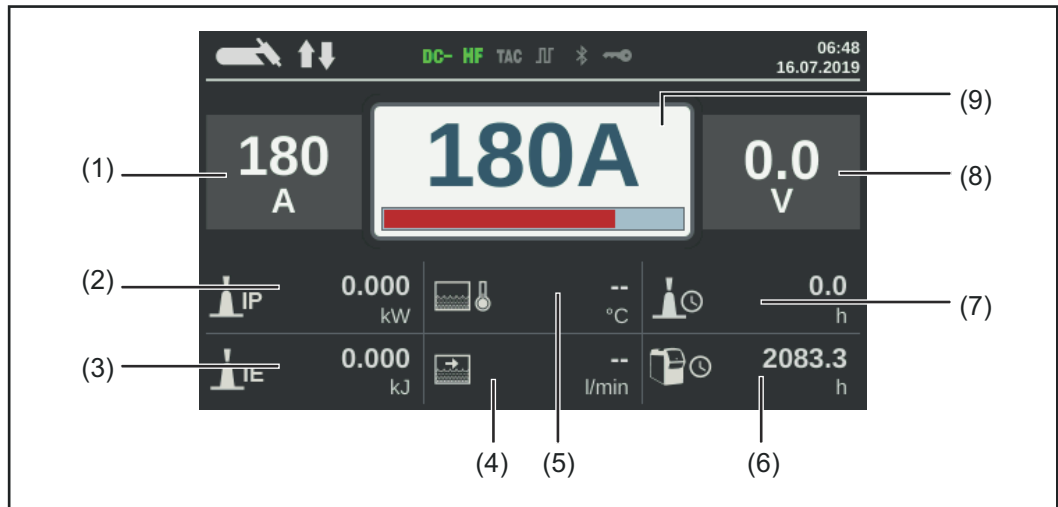 DC- HF TAC
06:48
16.07.2019
(1)
180
A
180A
0.0
V
(9)
(8)
(2)
IP
0.000
kW
--
°C
0.0
h
(7)
(3)
IE
0.000
kJ
--
l/min
2083.3
h
(4)
(5)
(6)